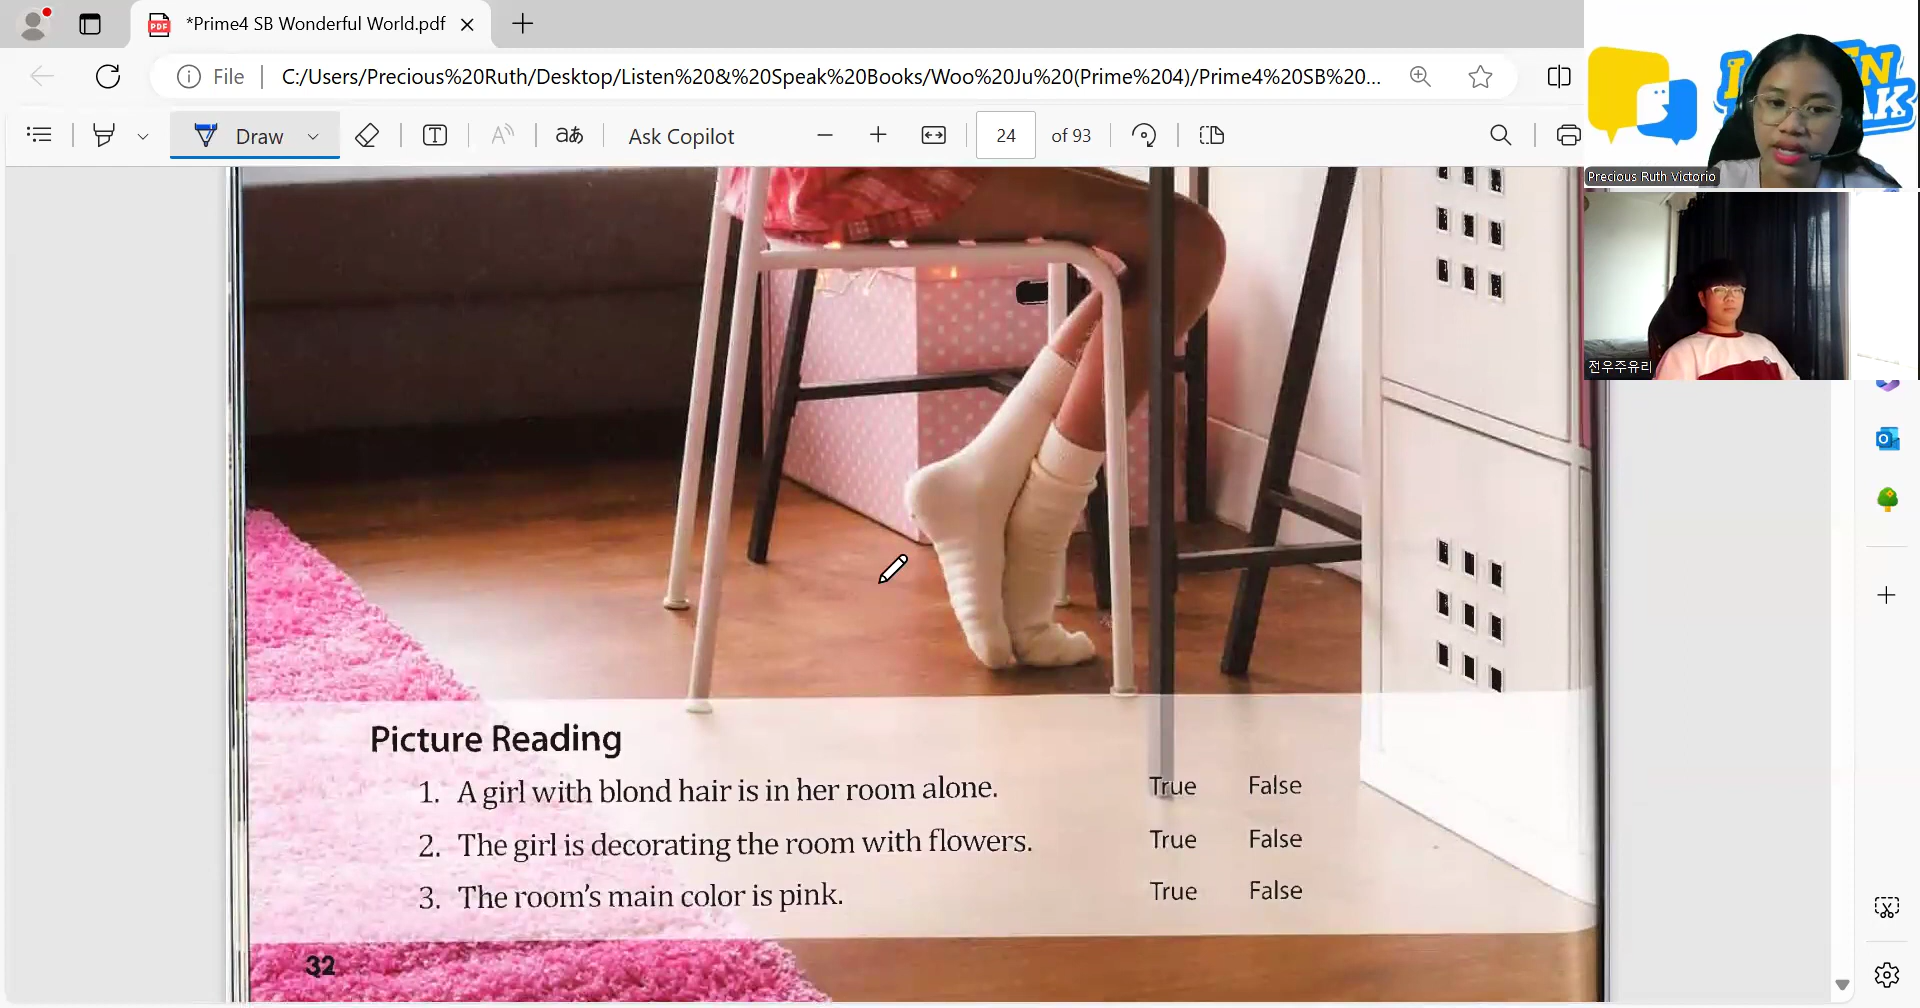 *Prime4 SB Wonderful World.pdf
File
C:/Users/Precious%20Ruth/Desktop/Listen%20&%20Speak%20Books/Woo%20Ju%20(Prime%204)/Prime4%20SB%20...
Draw
T
aあ
Ask Copilot
24
of 93
Precious Ruth Victorio
전우주유리
Picture Reading
1. A girl with blond hair is in her room alone. True False
2. The girl is decorating the room with flowers. True False
3. The room's main color is pink. True False
32